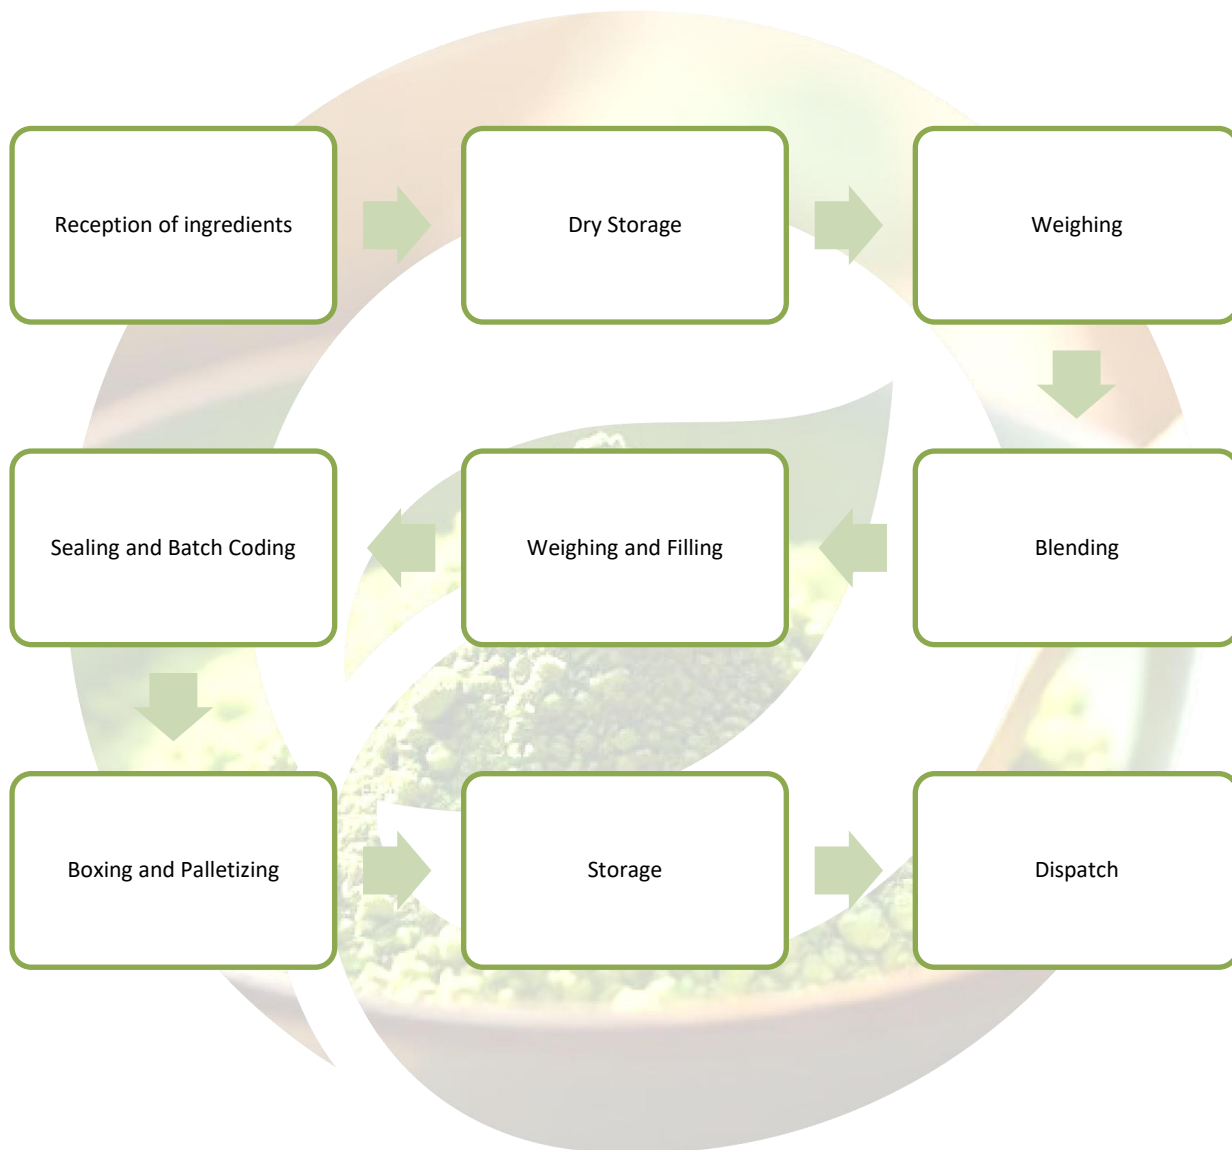 Reception of ingredients
Dry Storage
Weighing
Blending
Weighing and Filling
Sealing and Batch Coding
Boxing and Palletizing
Storage
Dispatch